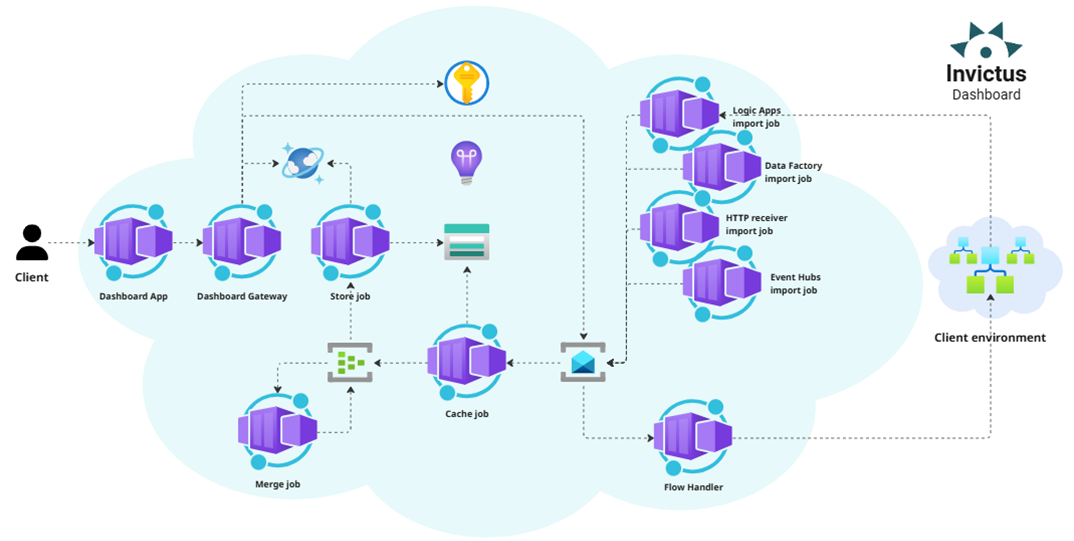 Invictus
Dashboard
Logic Apps
import job
Data Factory
import job
HTTP receiver
import job
Event Hubs
import job
Client
Dashboard App
Dashboard Gateway
Store job
Client environment
Cache job
Merge job
Flow Handler